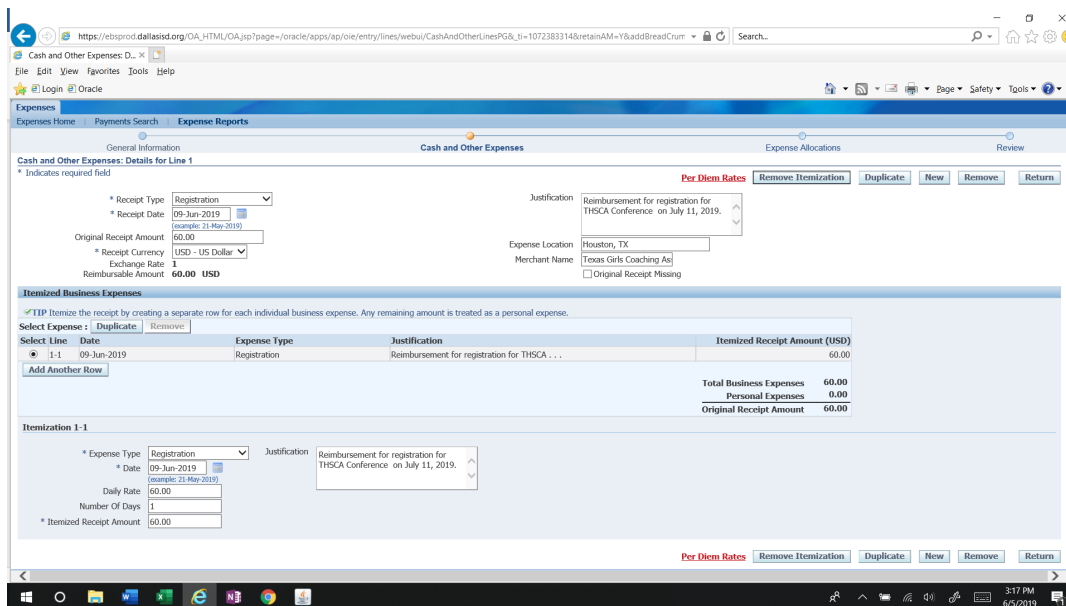 https://ebsprod.dallasisd.org/OA_HTML/OA.jsp?page=/oracle/apps/ap/oie/entry/lines/webui/CashAndOtherLinesPG&_ti=1072383314&retainAM=Y&addBreadCrum Search...
Cash and Other Expenses: D...
File Edit View Favorites Tools Help
Login Oracle Page Safety Tools
Expenses
Expenses Home Payments Search Expense Reports
General Information Cash and Other Expenses Expense Allocations Review
Cash and Other Expenses: Details for Line 1
* Indicates required field
Per Diem Rates Remove Itemization Duplicate New Remove Return
* Receipt Type Registration
* Receipt Date 09-Jun-2019
(example: 21-May-2019)
Original Receipt Amount 60.00
* Receipt Currency USD - US Dollar
Exchange Rate 1
Reimbursable Amount 60.00 USD
Justification Reimbursement for registration for
THSCA Conference on July 11, 2019.
Expense Location Houston, TX
Merchant Name Texas Girls Coaching As
Original Receipt Missing
Itemized Business Expenses
TIP Itemize the receipt by creating a separate row for each individual business expense. Any remaining amount is treated as a personal expense.
Select Expense : Duplicate Remove
Select Line Date Expense Type Justification Itemized Receipt Amount (USD)
1-1 09-Jun-2019 Registration Reimbursement for registration for THSCA . . . 60.00
Add Another Row
Total Business Expenses 60.00
Personal Expenses 0.00
Original Receipt Amount 60.00
Itemization 1-1
* Expense Type Registration
* Date 09-Jun-2019
(example: 21-May-2019)
Daily Rate 60.00
Number Of Days 1
* Itemized Receipt Amount 60.00
Justification Reimbursement for registration for
THSCA Conference on July 11, 2019.
Per Diem Rates Remove Itemization Duplicate New Remove Return
3:17 PM
6/5/2019